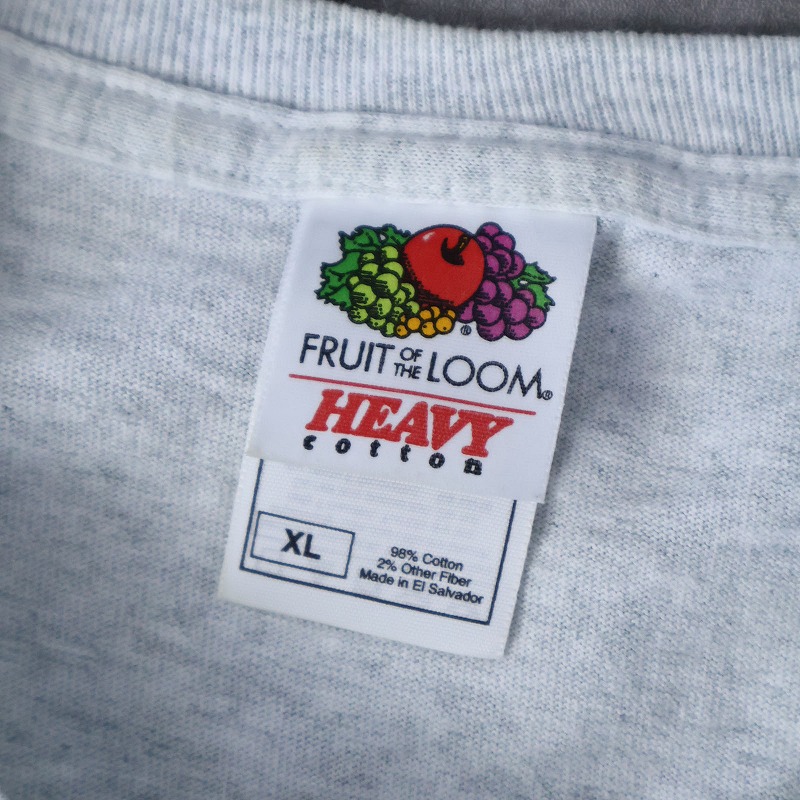 ®
FRUIT OF THE LOOM®
HEAVY
cotton
XL
98% Cotton
2% Other Fiber
Made in El Salvador